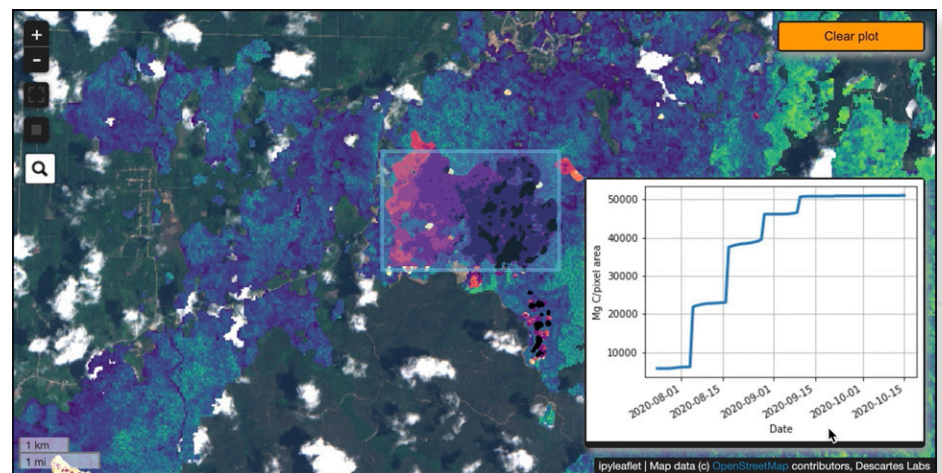 +
-
Clear plot
50000
40000
30000
20000
10000
Mg C/pixel area
2020-08-01
2020-08-15
2020-09-01
2020-09-15
2020-10-01
2020-10-15
Date
1 km
1 mi
ipyleaflet | Map data (c) OpenStreetMap contributors, Descartes Labs